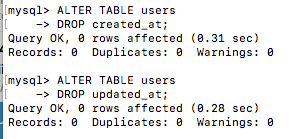 mysql> ALTER TABLE users
    -> DROP created_at;
Query OK, 0 rows affected (0.31 sec)
Records: 0  Duplicates: 0  Warnings: 0

mysql> ALTER TABLE users
    -> DROP updated_at;
Query OK, 0 rows affected (0.28 sec)
Records: 0  Duplicates: 0  Warnings: 0